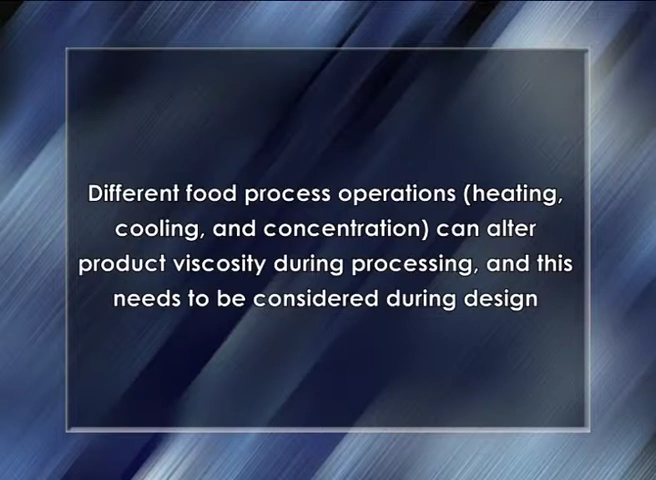 Different food process operations (heating,
cooling, and concentration) can alter
product viscosity during processing, and this
needs to be considered during design